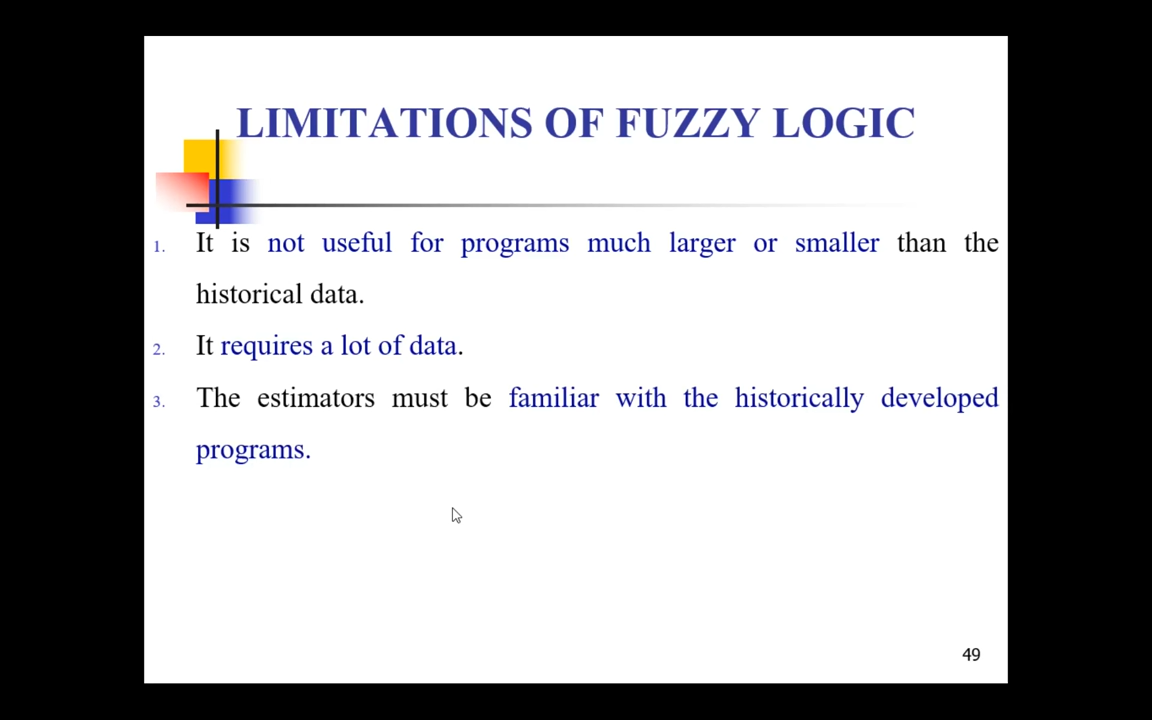 LIMITATIONS OF FUZZY LOGIC
1. It is not useful for programs much larger or smaller than the
historical data.
2. It requires a lot of data.
3. The estimators must be familiar with the historically developed
programs.
49